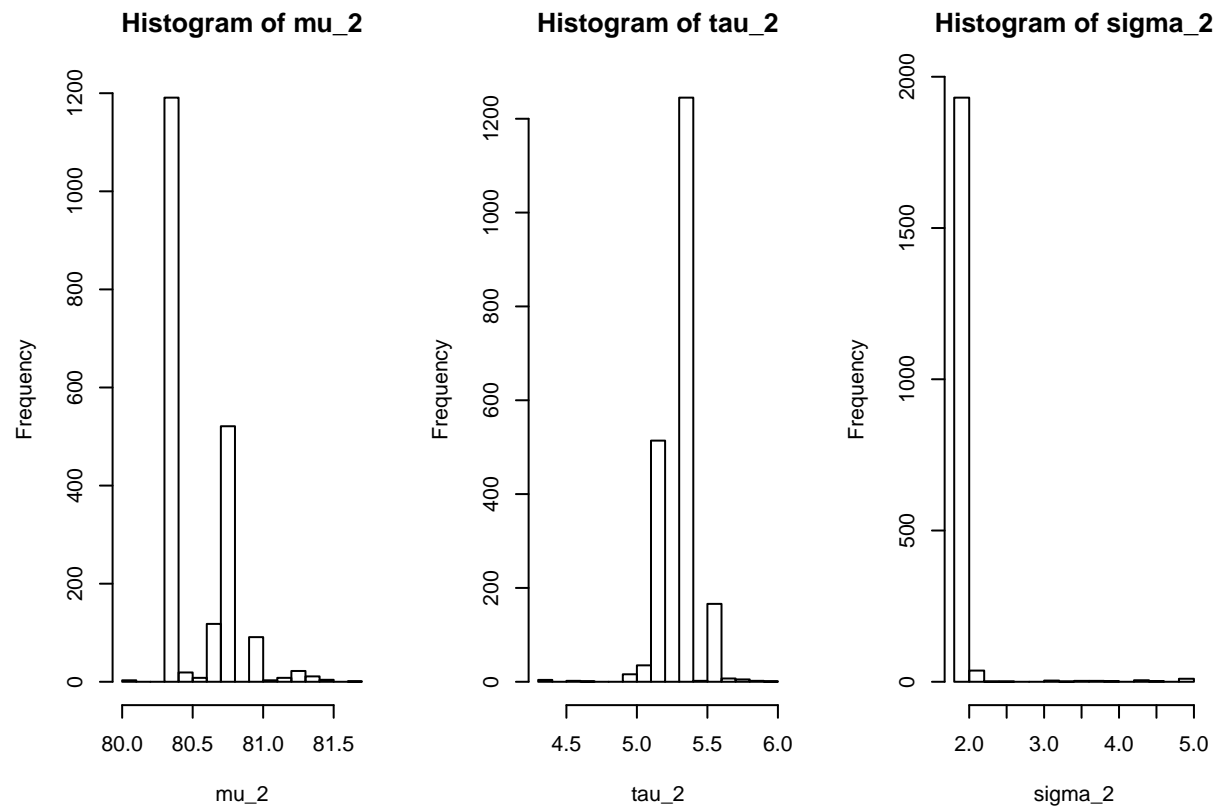 Histogram of mu_2
Frequency
0
200
400
600
800
1000
1200
80.0 80.5 81.0 81.5
mu_2
Histogram of tau_2
Frequency
0
200
400
600
800
1000
1200
4.5 5.0 5.5 6.0
tau_2
Histogram of sigma_2
Frequency
0
500
1000
1500
2000
2.0 3.0 4.0 5.0
sigma_2